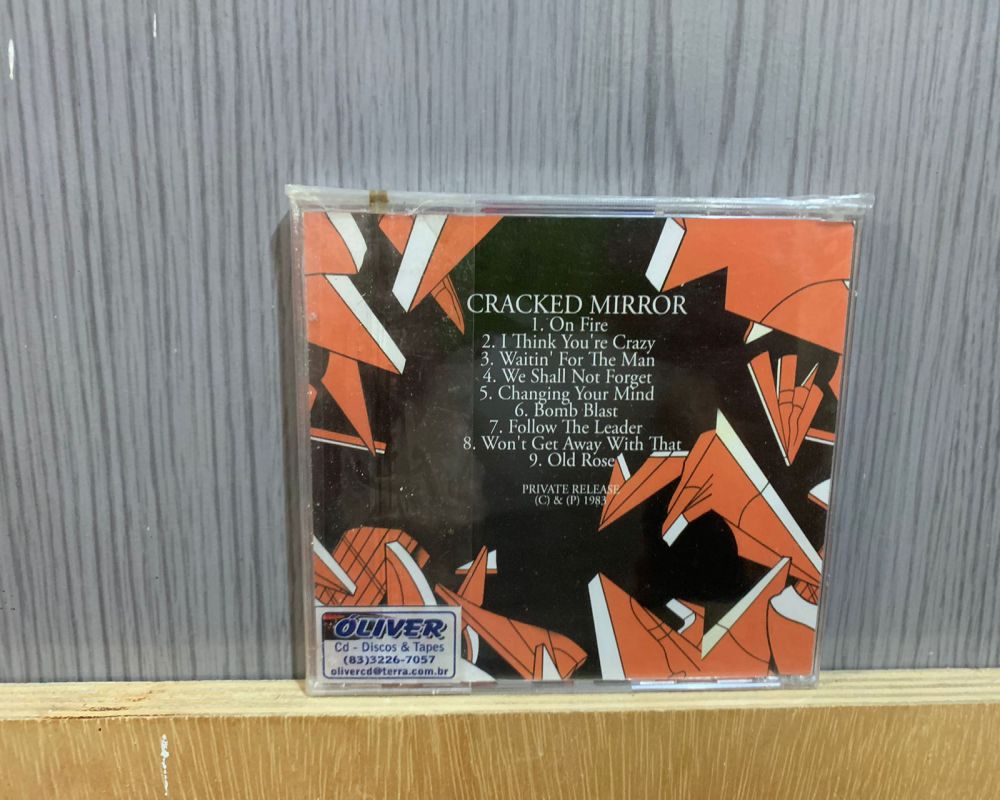 CRACKED MIRROR
1. On Fire
2. I Think You're Crazy
3. Waitin' For The Man
4. We Shall Not Forget
5. Changing Your Mind
6. Bomb Blast
7. Follow The Leader
8. Won't Get Away With That
9. Old Rose
PRIVATE RELEASE
(C) & (P) 1983
ÓLIVER
Cd - Discos & Tapes
(83)3226-7057
olivercd@terra.com.br